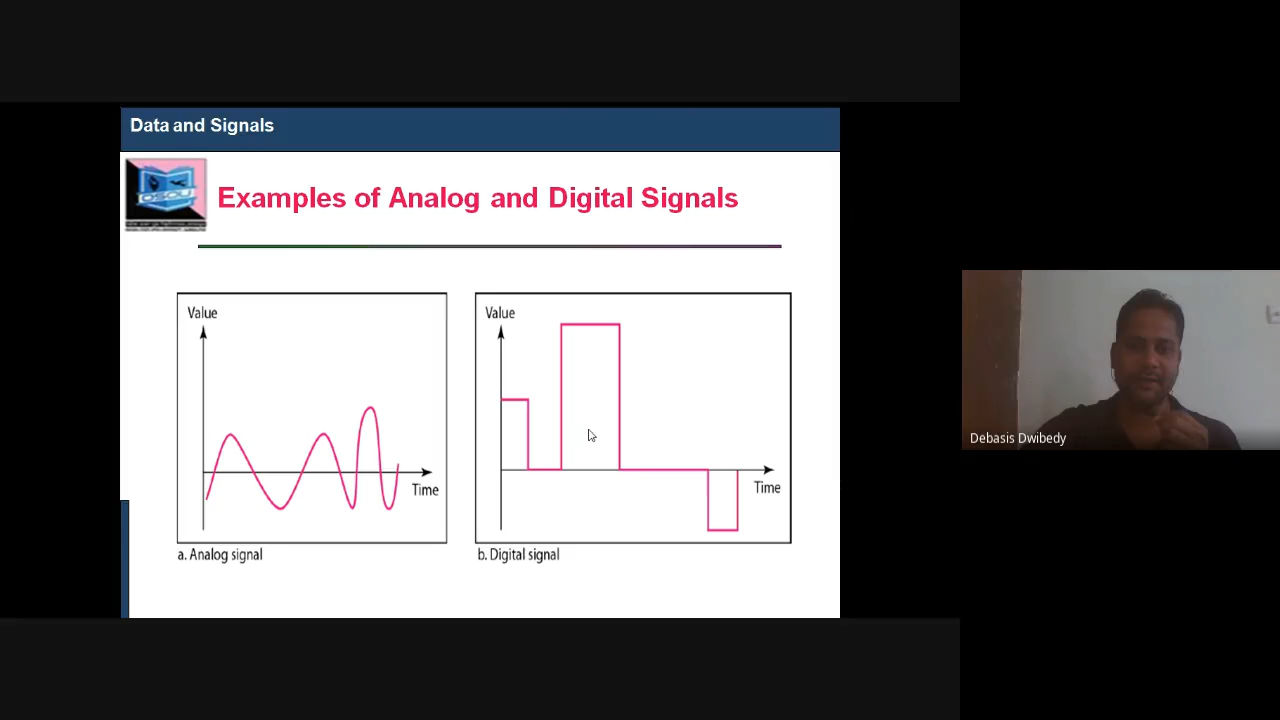 Data and Signals
Examples of Analog and Digital Signals
Value
Time
a. Analog signal
Value
Time
b. Digital signal
Debasis Dwibedy